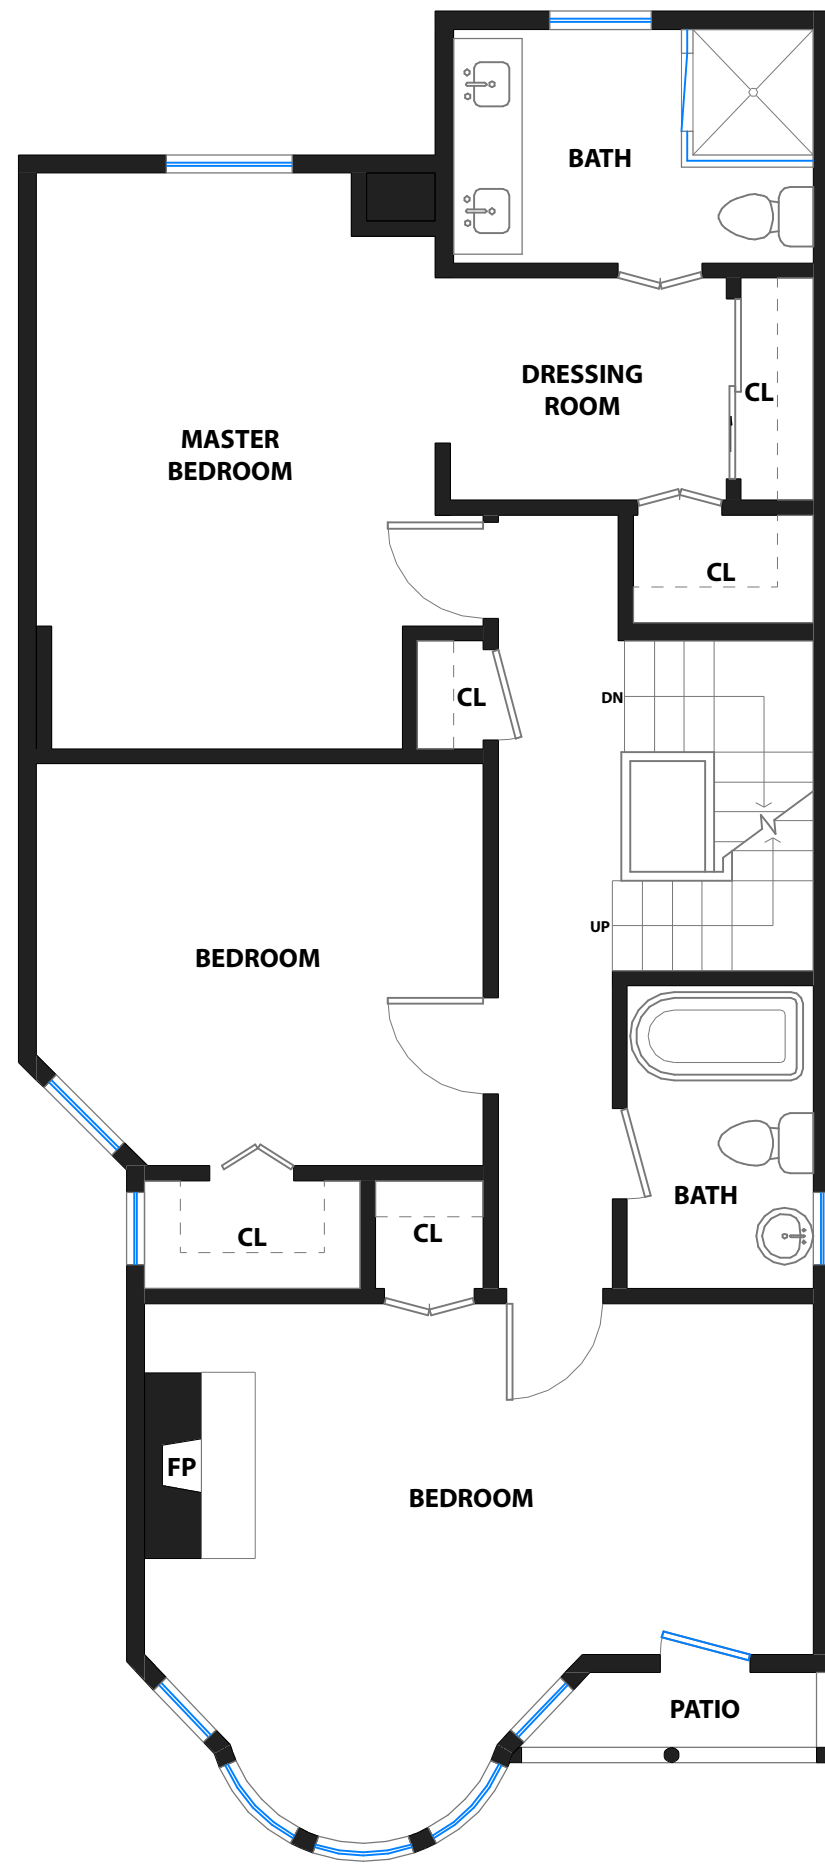 BATH
DRESSING
ROOM
CL
MASTER
BEDROOM
CL
CL
DN
UP
BEDROOM
BATH
CL
CL
FP
BEDROOM
PATIO